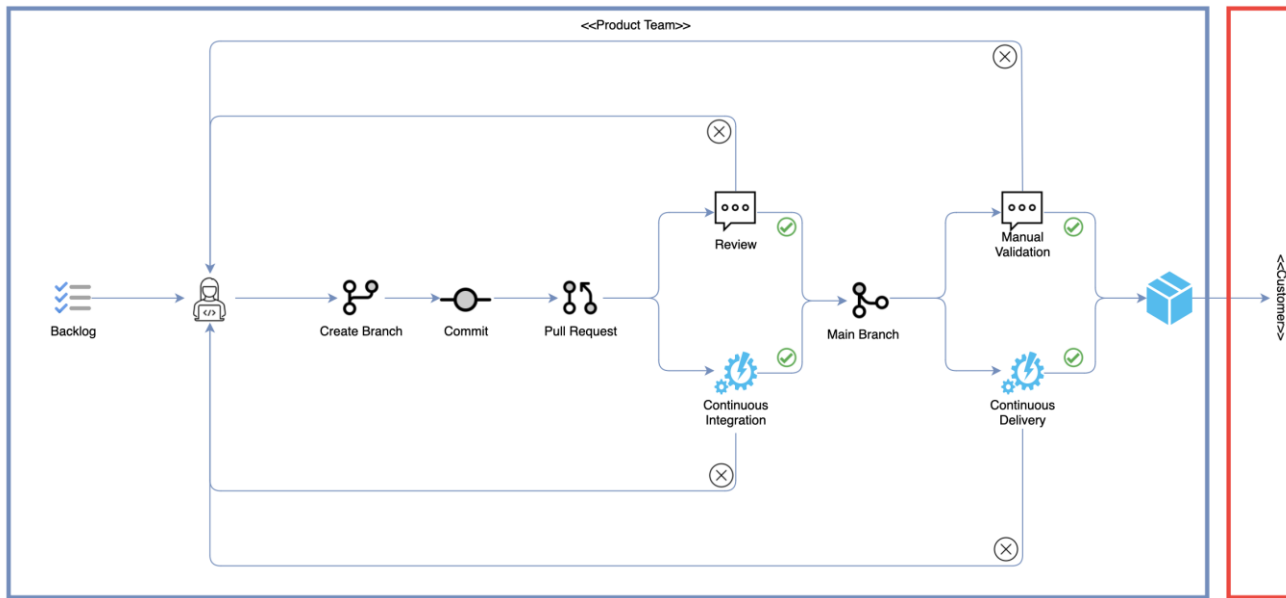 <<Product Team>>
Backlog
</>
Create Branch
Commit
Pull Request
Review
Continuous
Integration
Main Branch
Manual
Validation
Continuous
Delivery
<<Customer>>